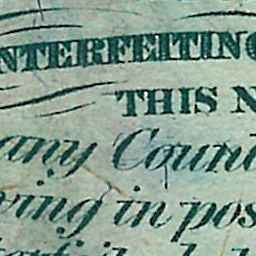 NTERFEITING
THIS N
any Count
ving in pos